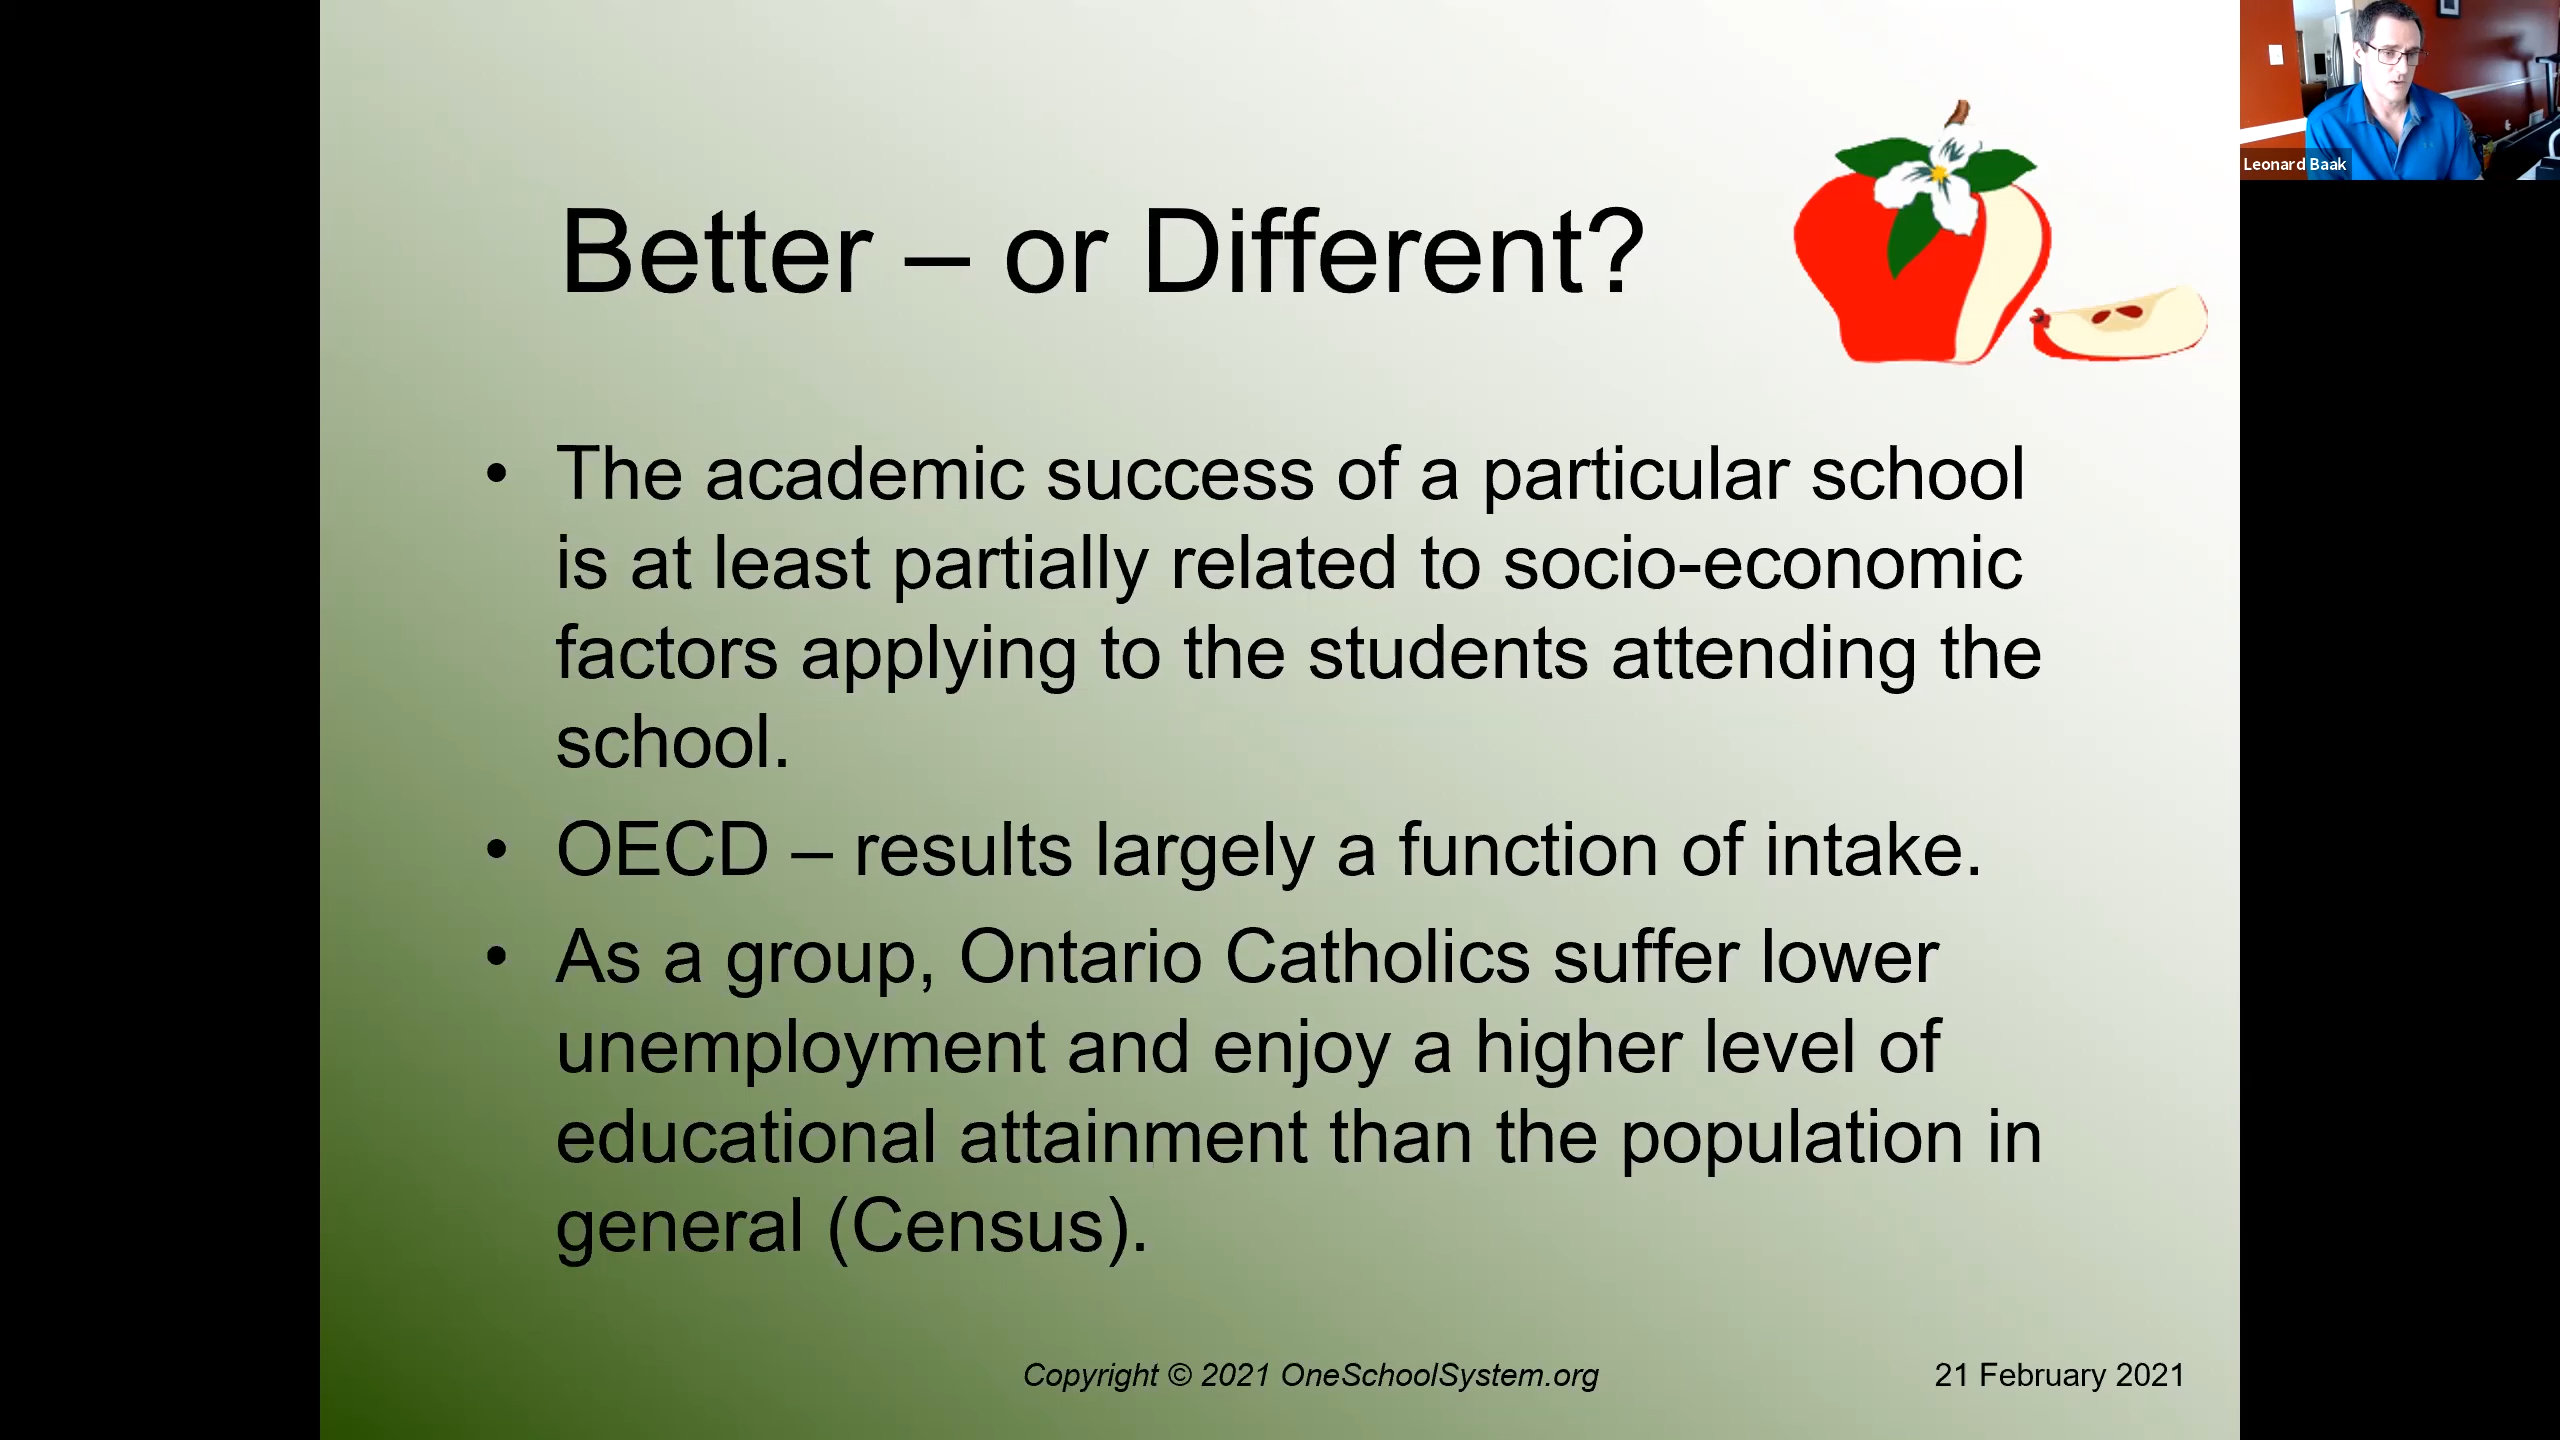 Better – or Different?
• The academic success of a particular school
is at least partially related to socio-economic
factors applying to the students attending the
school.
• OECD – results largely a function of intake.
• As a group, Ontario Catholics suffer lower
unemployment and enjoy a higher level of
educational attainment than the population in
general (Census).
Copyright © 2021 OneSchoolSystem.org
21 February 2021
Leonard Baak